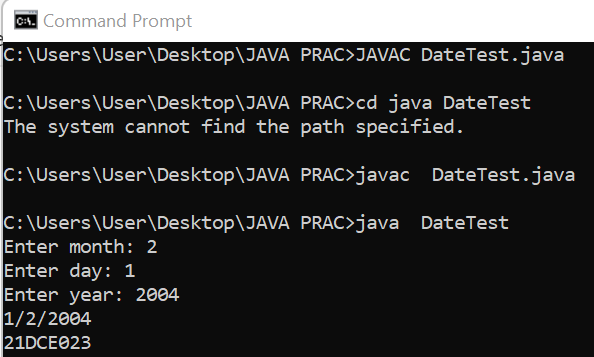 Command Prompt
C:\Users\User\Desktop\JAVA PRAC>JAVAC DateTest.java
C:\Users\User\Desktop\JAVA PRAC>cd java DateTest
The system cannot find the path specified.
C:\Users\User\Desktop\JAVA PRAC>javac  DateTest.java
C:\Users\User\Desktop\JAVA PRAC>java  DateTest
Enter month: 2
Enter day: 1
Enter year: 2004
1/2/2004
21DCE023